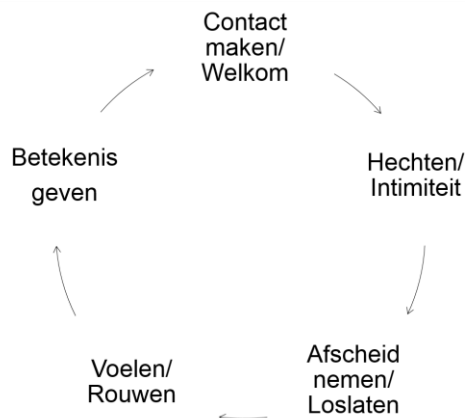 Contact
maken/
Welkom
Hechten/
Intimiteit
Afscheid
nemen/
Loslaten
Voelen/
Rouwen
Betekenis
geven